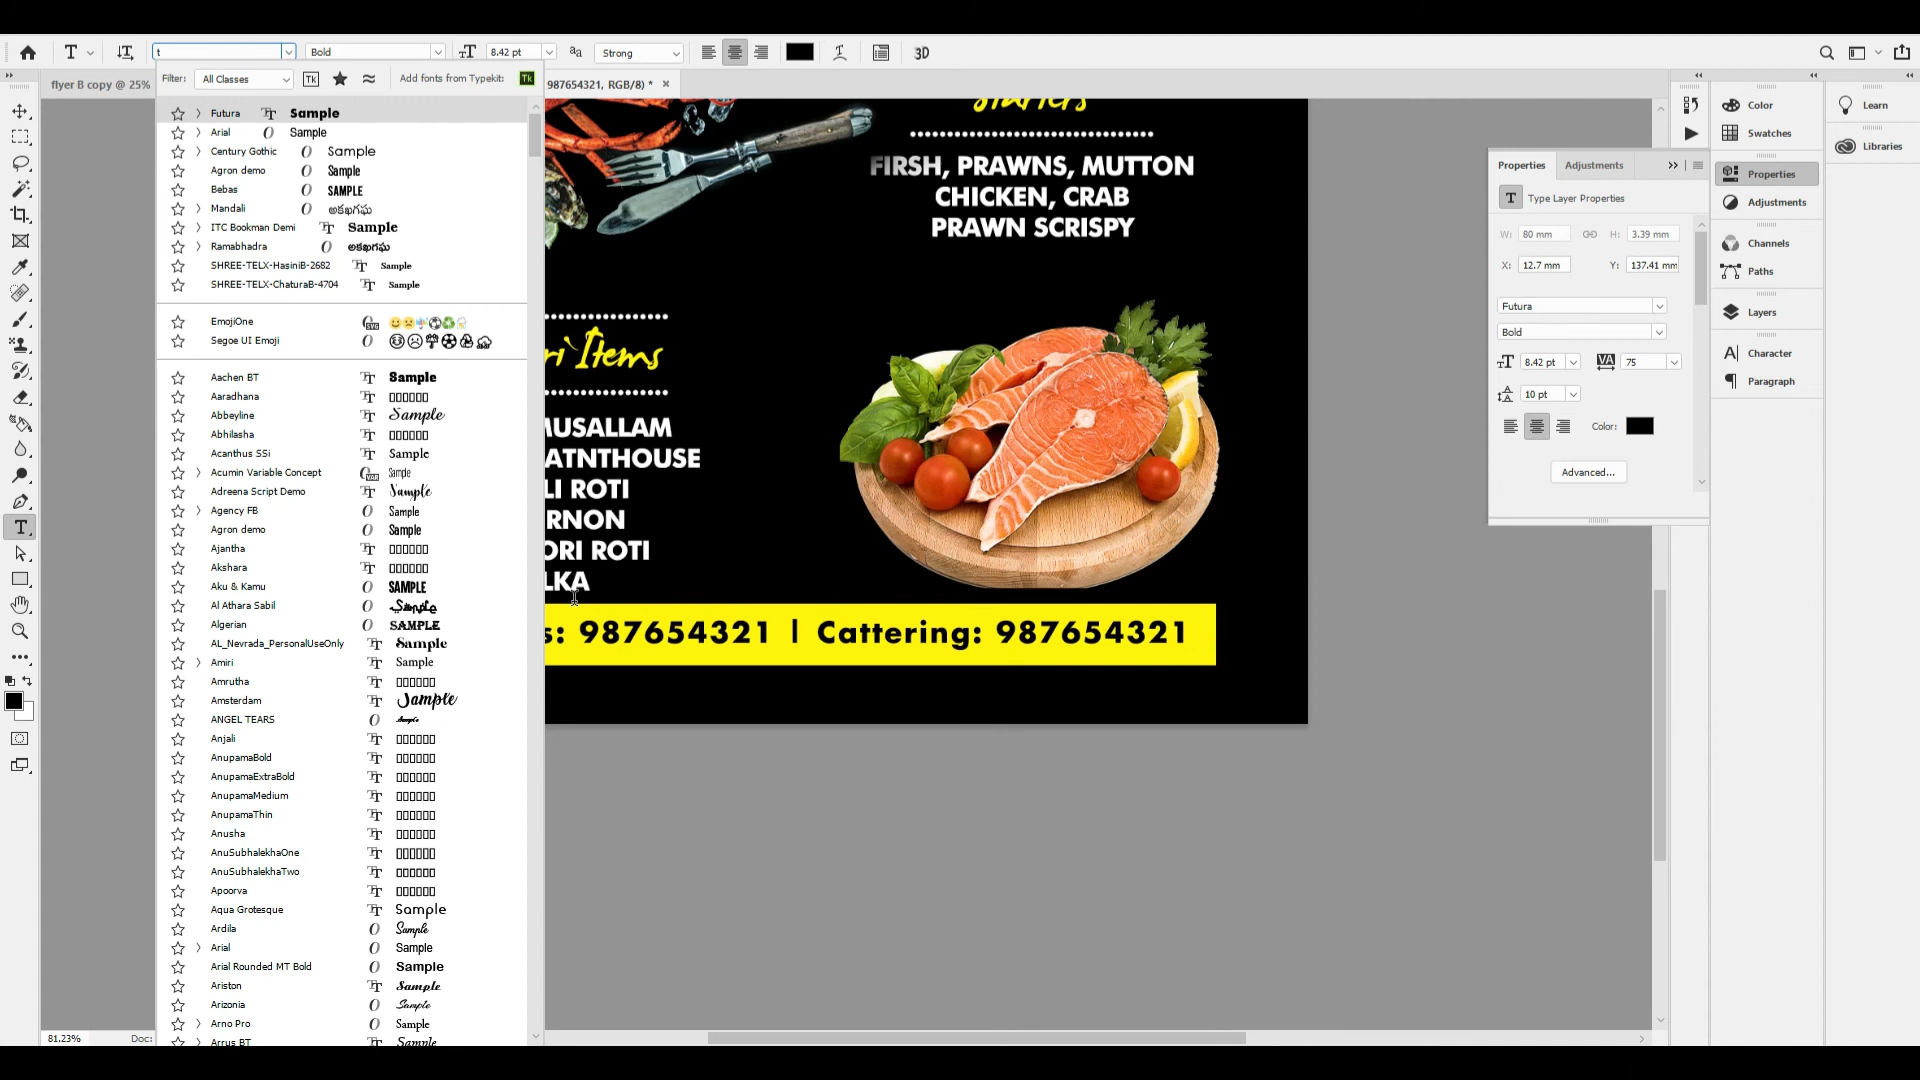 t
Bold
8.42 pt
Strong
3D
Filter:
All Classes
Add fonts from Typekit:
Tk
flyer B copy @ 25%
987654321, RGB/8) *
Futura Sample
Arial Sample
Century Gothic Sample
Agron demo Sample
Bebas SAMPLE
Mandali అకఖగఘ
ITC Bookman Demi Sample
Ramabhadra అకఖగఘ
SHREE-TELX-HasiniB-2682 Sample
SHREE-TELX-ChaturaB-4704 Sample
EmojiOne
Segoe UI Emoji
Aachen BT Sample
Aaradhana
Abbeyline Sample
Abhilasha
Acanthus SSi Sample
Acumin Variable Concept Sample
Adreena Script Demo Sample
Agency FB Sample
Agron demo Sample
Ajantha
Akshara
Aku & Kamu SAMPLE
Al Athara Sabil Sample
Algerian SAMPLE
AL_Nevrada_PersonalUseOnly Sample
Amiri Sample
Amrutha
Amsterdam Sample
ANGEL TEARS Sample
Anjali
AnupamaBold
AnupamaExtraBold
AnupamaMedium
AnupamaThin
Anusha
AnuSubhalekhaOne
AnuSubhalekhaTwo
Apoorva
Aqua Grotesque Sample
Ardila Sample
Arial Sample
Arial Rounded MT Bold Sample
Ariston Sample
Arizonia Sample
Arno Pro Sample
Arrus BT Sample
81.23%
Doc:
Starters
FIRSH, PRAWNS, MUTTON
CHICKEN, CRAB
PRAWN SCRISPY
ri Items
MUSALLAM
ATNTHOUSE
LI ROTI
RNON
ORI ROTI
LKA
s: 987654321 | Cattering: 987654321
Properties
Adjustments
Type Layer Properties
W: 80 mm
H: 3.39 mm
X: 12.7 mm
Y: 137.41 mm
Futura
Bold
8.42 pt
75
10 pt
Color:
Advanced...
Color
Swatches
Properties
Adjustments
Channels
Paths
Layers
Character
Paragraph
Learn
Libraries